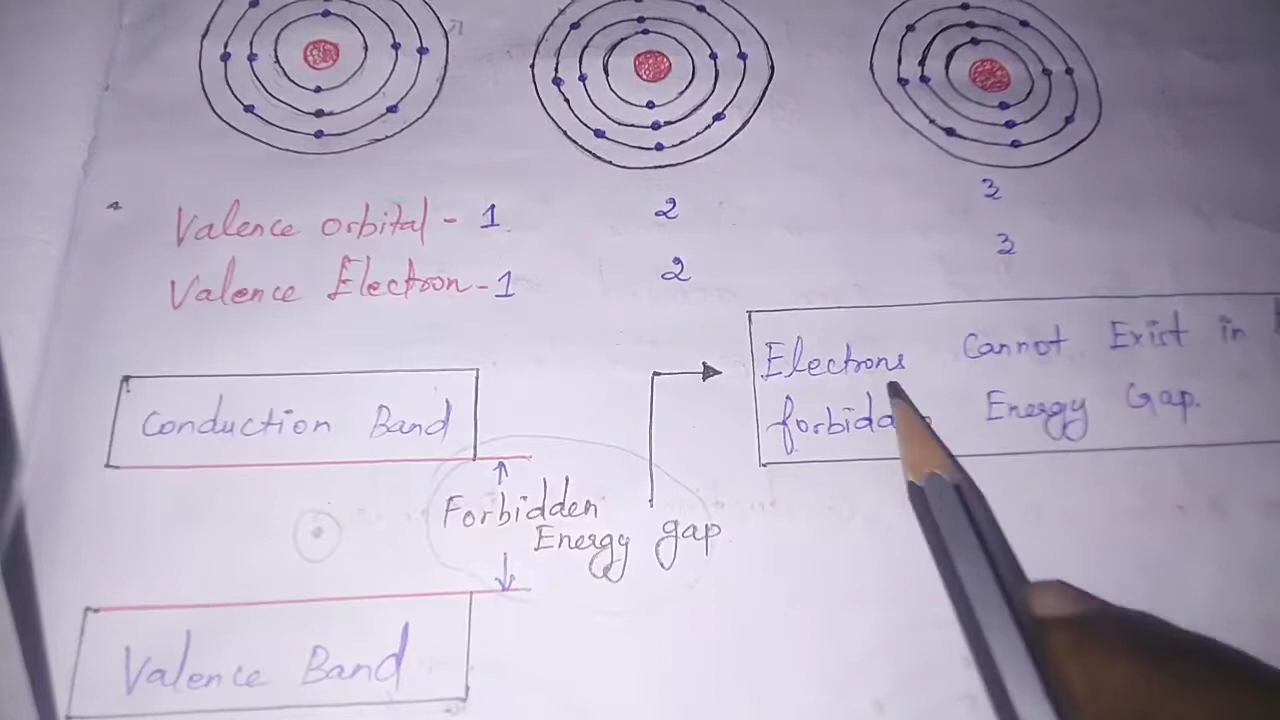 Valence orbital - 1 2 3
Valence Electron - 1 2 3
Electrons Cannot Exist in
Energy Gap.
Conduction Band
Forbidden
Energy gap
Valence Band